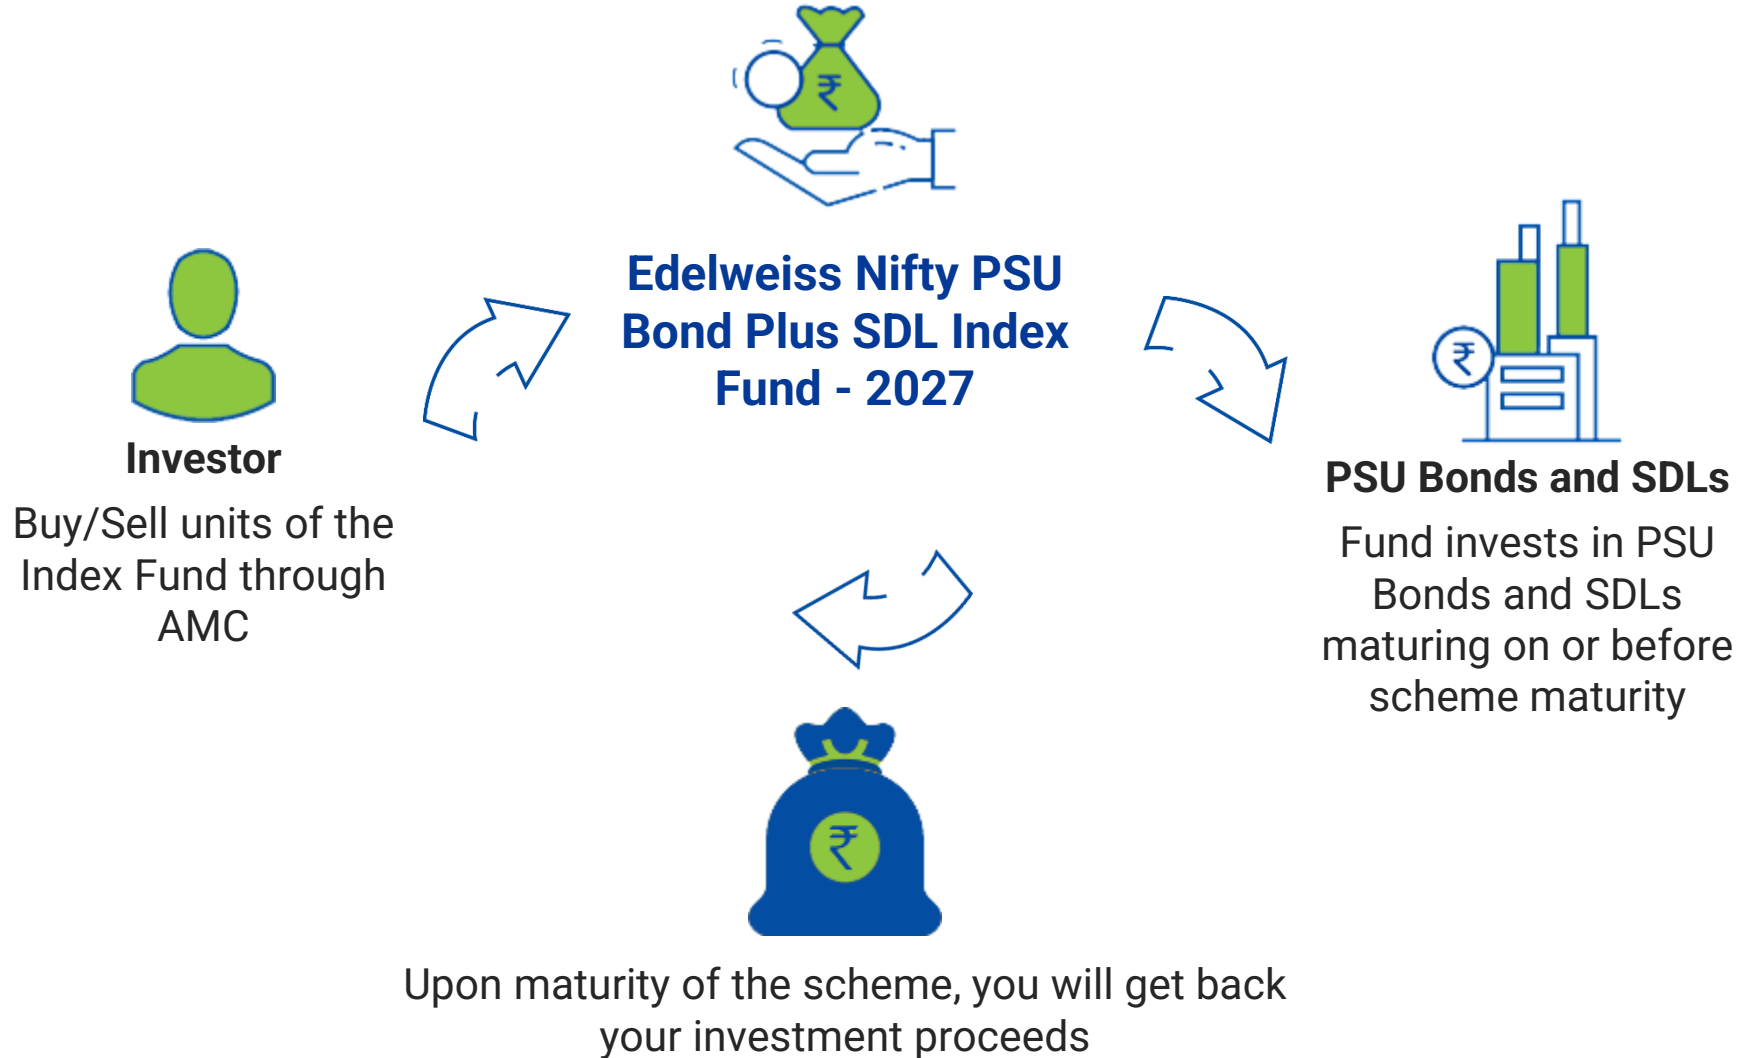 ₹
Edelweiss Nifty PSU
Bond Plus SDL Index
Fund - 2027
Investor
Buy/Sell units of the
Index Fund through
AMC
₹
PSU Bonds and SDLs
Fund invests in PSU
Bonds and SDLs
maturing on or before
scheme maturity
₹
Upon maturity of the scheme, you will get back
your investment proceeds